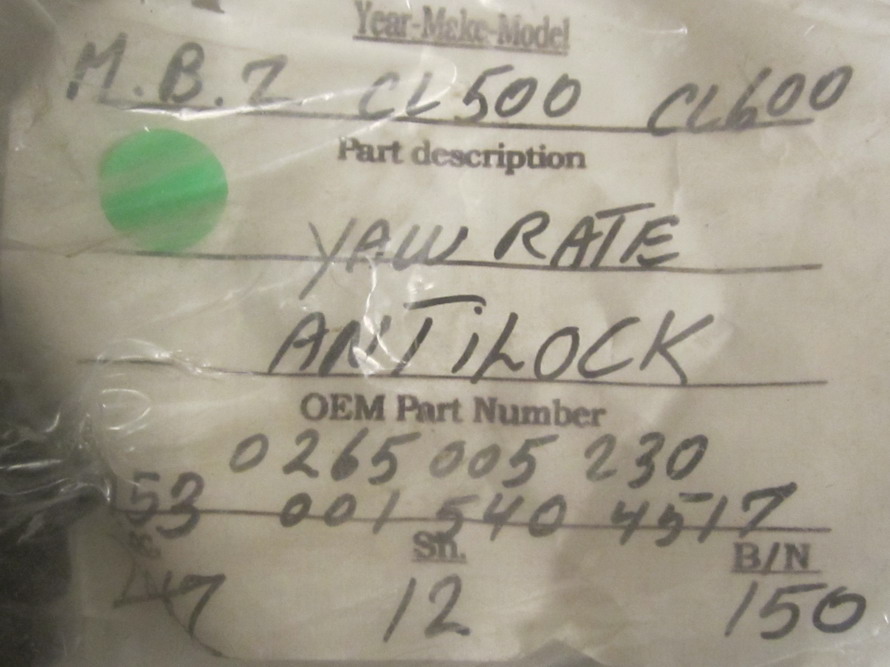 Year-Make-Model
M.B.Z CL500 CL600
Part description
YAW RATE
ANTiLOCK
OEM Part Number
0265 005 230
53 001 540 4517
Sh. B/N
47 12 150